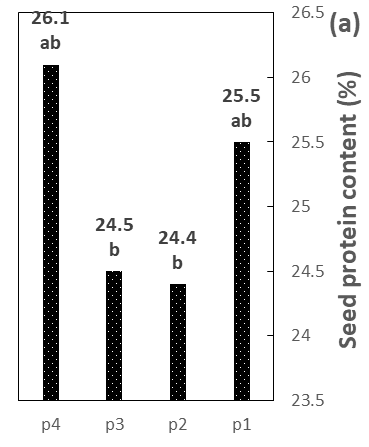 (a)
26.1
ab
24.5
b
24.4
b
25.5
ab
26.5
26
25.5
25
24.5
24
23.5
Seed protein content (%)
p4 p3 p2 p1